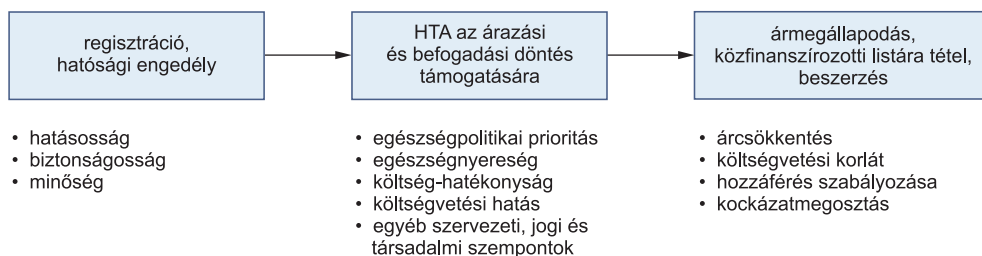 regisztráció,
hatósági engedély
HTA az árazási
és befogadási döntés
támogatására
ármegállapodás,
közfinanszírozotti listára tétel,
beszerzés
• hatásosság
• biztonságosság
• minőség
• egészségpolitikai prioritás
• egészségnyereség
• költség-hatékonyság
• költségvetési hatás
• egyéb szervezeti, jogi és
társadalmi szempontok
• árcsökkentés
• költségvetési korlát
• hozzáférés szabályozása
• kockázatmegosztás